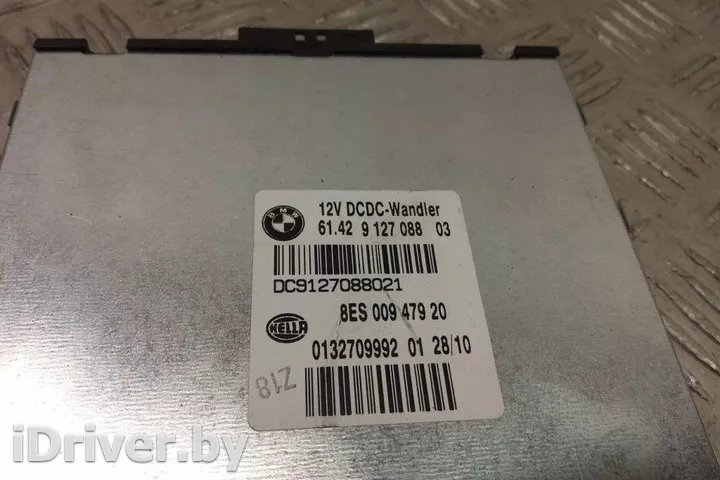 BMW
12V DCDC-Wandler
61.42 9 127 088 03
DC9127088021
8ES 009 479 20
HELLA
0132709992 01 28/10
Z18
iDriver.by